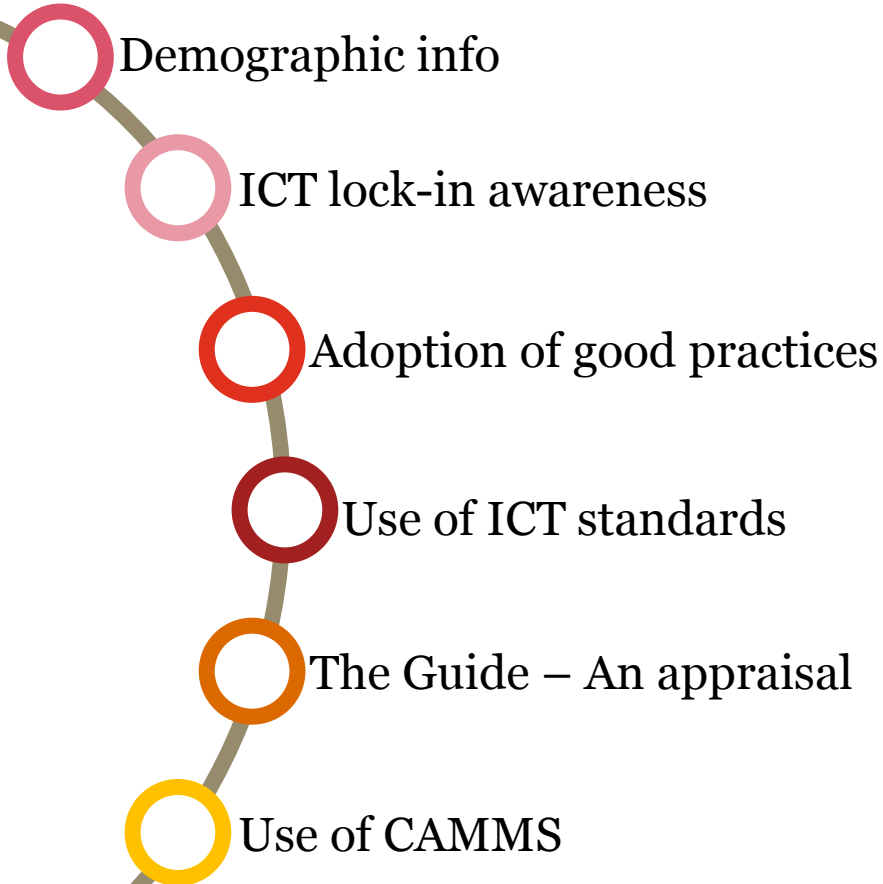 Demographic info
ICT lock-in awareness
Adoption of good practices
Use of ICT standards
The Guide – An appraisal
Use of CAMMS